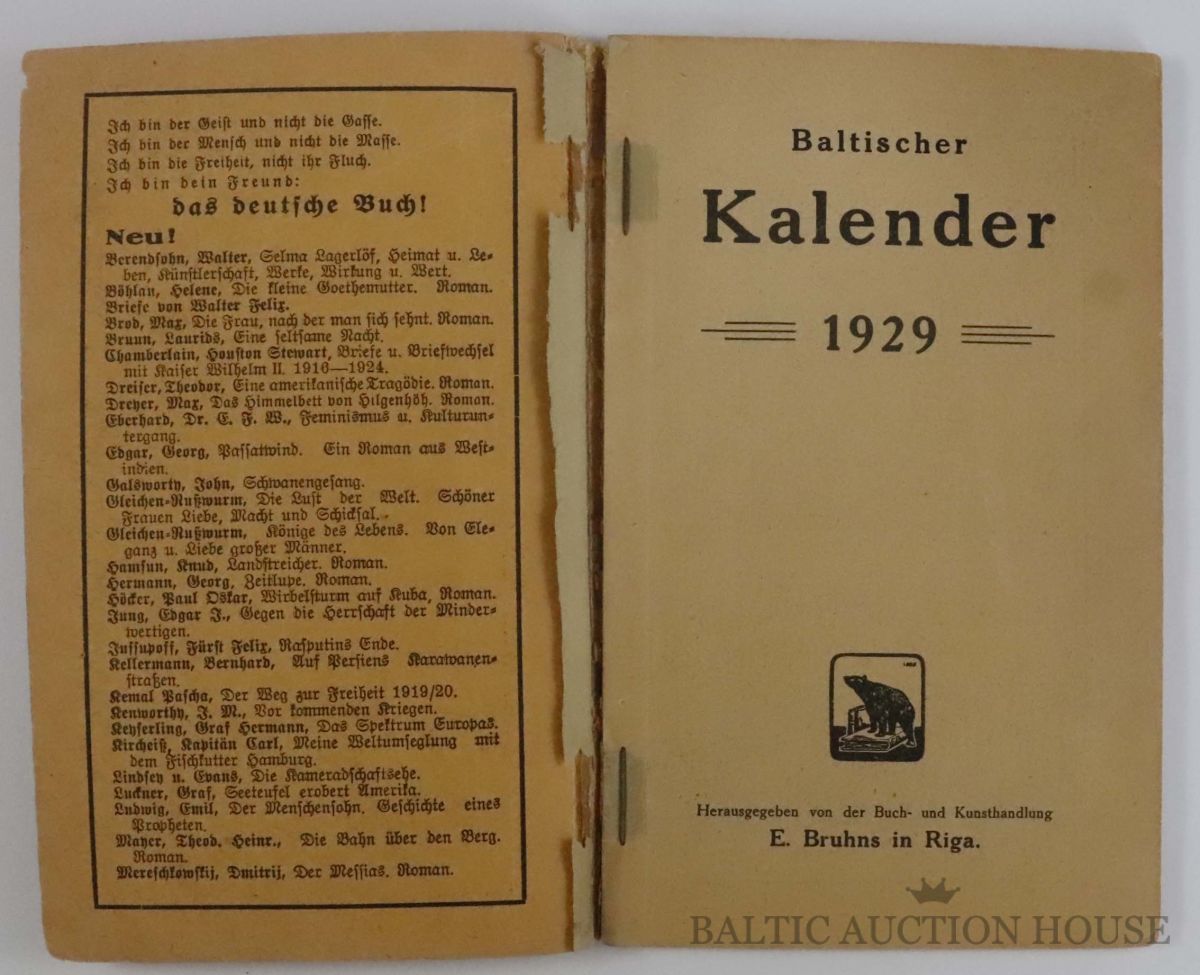 Ich bin der Geist und nicht die Gasse.
Ich bin der Mensch und nicht die Masse.
Ich bin die Freiheit, nicht ihr Fluch.
Ich bin dein Freund:
das deutsche Buch!
Neu!
Berendsohn, Walter, Selma Lagerlöf, Heimat u. Le-
ben, Künstlerschaft, Werke, Wirkung u. Wert.
Böhlau, Helene, Die kleine Goethemutter. Roman.
Briefe von Walter Felix.
Brod, Max, Die Frau, nach der man sich sehnt. Roman.
Bruun, Laurids, Eine seltsame Nacht.
Chamberlain, Houston Stewart, Briefe u. Briefwechsel
mit Kaiser Wilhelm II. 1916—1924.
Dreiser, Theodor, Eine amerikanische Tragödie. Roman.
Dreyer, Max, Das Himmelbett von Hilgenhöh. Roman.
Eberhard, Dr. E. F. W., Feminismus u. Kulturun-
tergang.
Edgar, Georg, Passatwind. Ein Roman aus West-
indien.
Galsworty, John, Schwanengesang.
Gleichen-Rußwurm, Die Lust der Welt. Schöner
Frauen Liebe, Macht und Schicksal.
Gleichen-Rußwurm, Könige des Lebens. Von Ele-
ganz u. Liebe großer Männer.
Hamsun, Knud, Landstreicher. Roman.
Hermann, Georg, Zeitlupe. Roman.
Höcker, Paul Oskar, Wirbelsturm auf Kuba, Roman.
Jung, Edgar J., Gegen die Herrschaft der Minder-
wertigen.
Jussupoff, Fürst Felix, Rasputins Ende.
Kellermann, Bernhard, Auf Persiens Karawanen-
straßen.
Kemal Pascha, Der Weg zur Freiheit 1919/20.
Kenworthy, J. M., Vor kommenden Kriegen.
Keyserling, Graf Hermann, Das Spektrum Europas.
Kircheiß, Kapitän Carl, Meine Weltumseglung mit
dem Fischkutter Hamburg.
Lindsey u. Evans, Die Kameradschaftsehe.
Luckner, Graf, Seeteufel erobert Amerika.
Ludwig, Emil, Der Menschensohn. Geschichte eines
Propheten.
Mayer, Theod. Heinr., Die Bahn über den Berg.
Roman.
Mereschkowskij, Dmitrij, Der Messias. Roman.
Baltischer
Kalender
1929
Herausgegeben von der Buch- und Kunsthandlung
E. Bruhns in Riga.
BALTIC AUCTION HOUSE